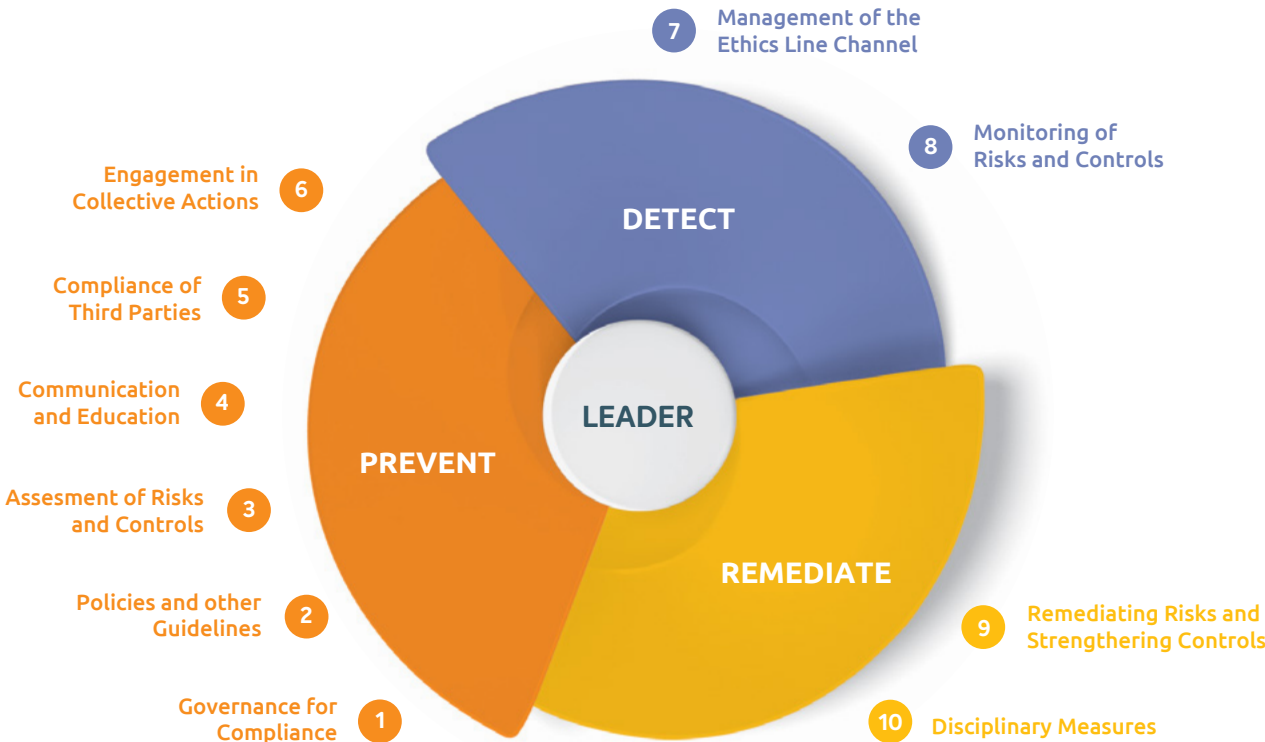 7
Management of the
Ethics Line Channel
8
Monitoring of
Risks and Controls
Engagement in
Collective Actions
6
DETECT
Compliance of
Third Parties
5
Communication
and Education
4
LEADER
PREVENT
Assesment of Risks
and Controls
3
REMEDIATE
Policies and other
Guidelines
2
9
Remediating Risks and
Strengthering Controls
Governance for
Compliance
1
10
Disciplinary Measures